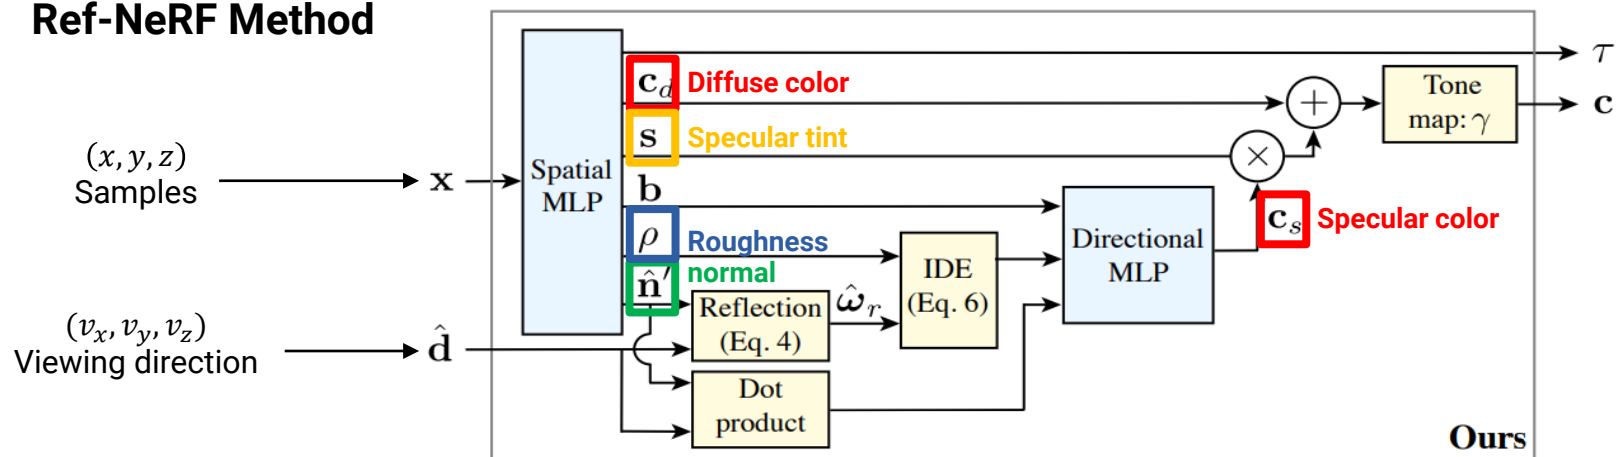 Ref-NeRF Method
τ
c_d Diffuse color
+
Tone
map: γ
c
s Specular tint
×
(x, y, z)
Samples
x
Spatial
MLP
b
c_s Specular color
ρ Roughness
Directional
MLP
IDE
(Eq. 6)
n̂′ normal
Reflection
(Eq. 4)
ω̂_r
(v_x, v_y, v_z)
Viewing direction
d̂
Dot
product
Ours